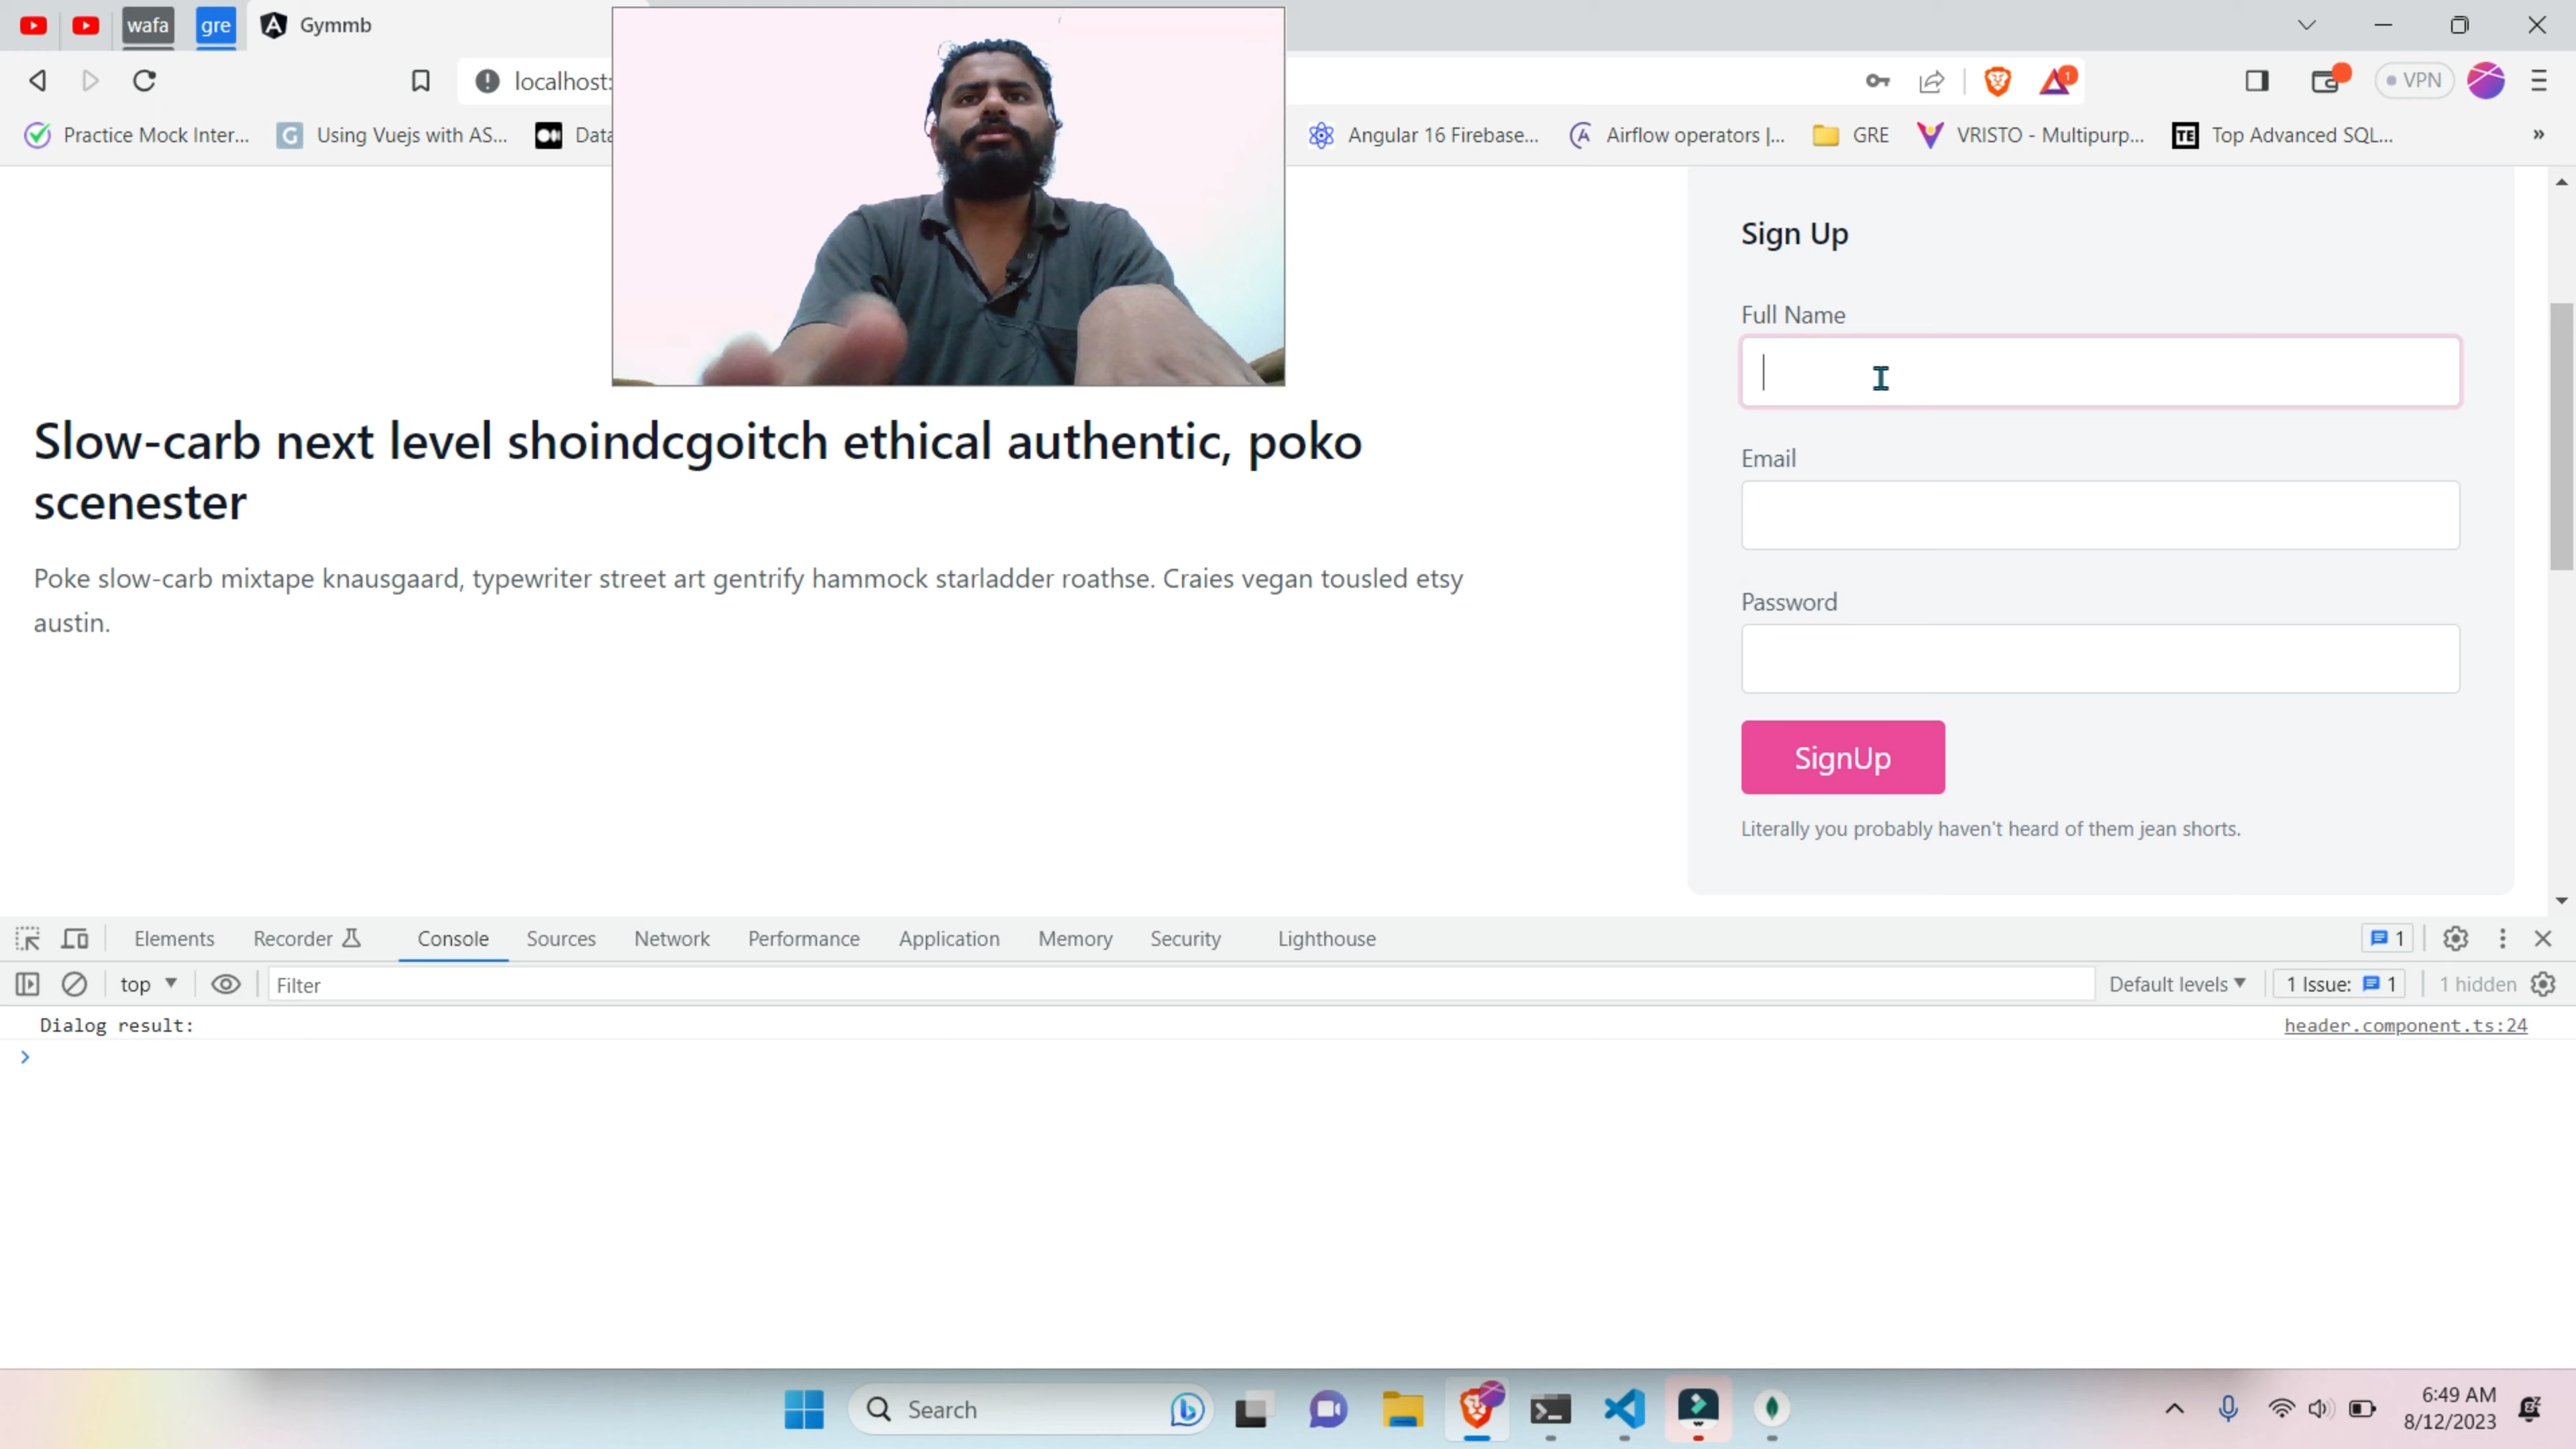 wafa gre Gymmb
localhost: VPN
Practice Mock Inter... Using Vuejs with AS... Data Angular 16 Firebase... Airflow operators |... GRE VRISTO - Multipurp... Top Advanced SQL... »
Sign Up
Full Name
Slow-carb next level shoindcgoitch ethical authentic, poko
scenester
Poke slow-carb mixtape knausgaard, typewriter street art gentrify hammock starladder roathse. Craies vegan tousled etsy
austin.
Email
Password
SignUp
Literally you probably haven't heard of them jean shorts.
Elements Recorder Console Sources Network Performance Application Memory Security Lighthouse 1
top Filter Default levels 1 Issue: 1 1 hidden
Dialog result: header.component.ts:24
Search
6:49 AM
8/12/2023